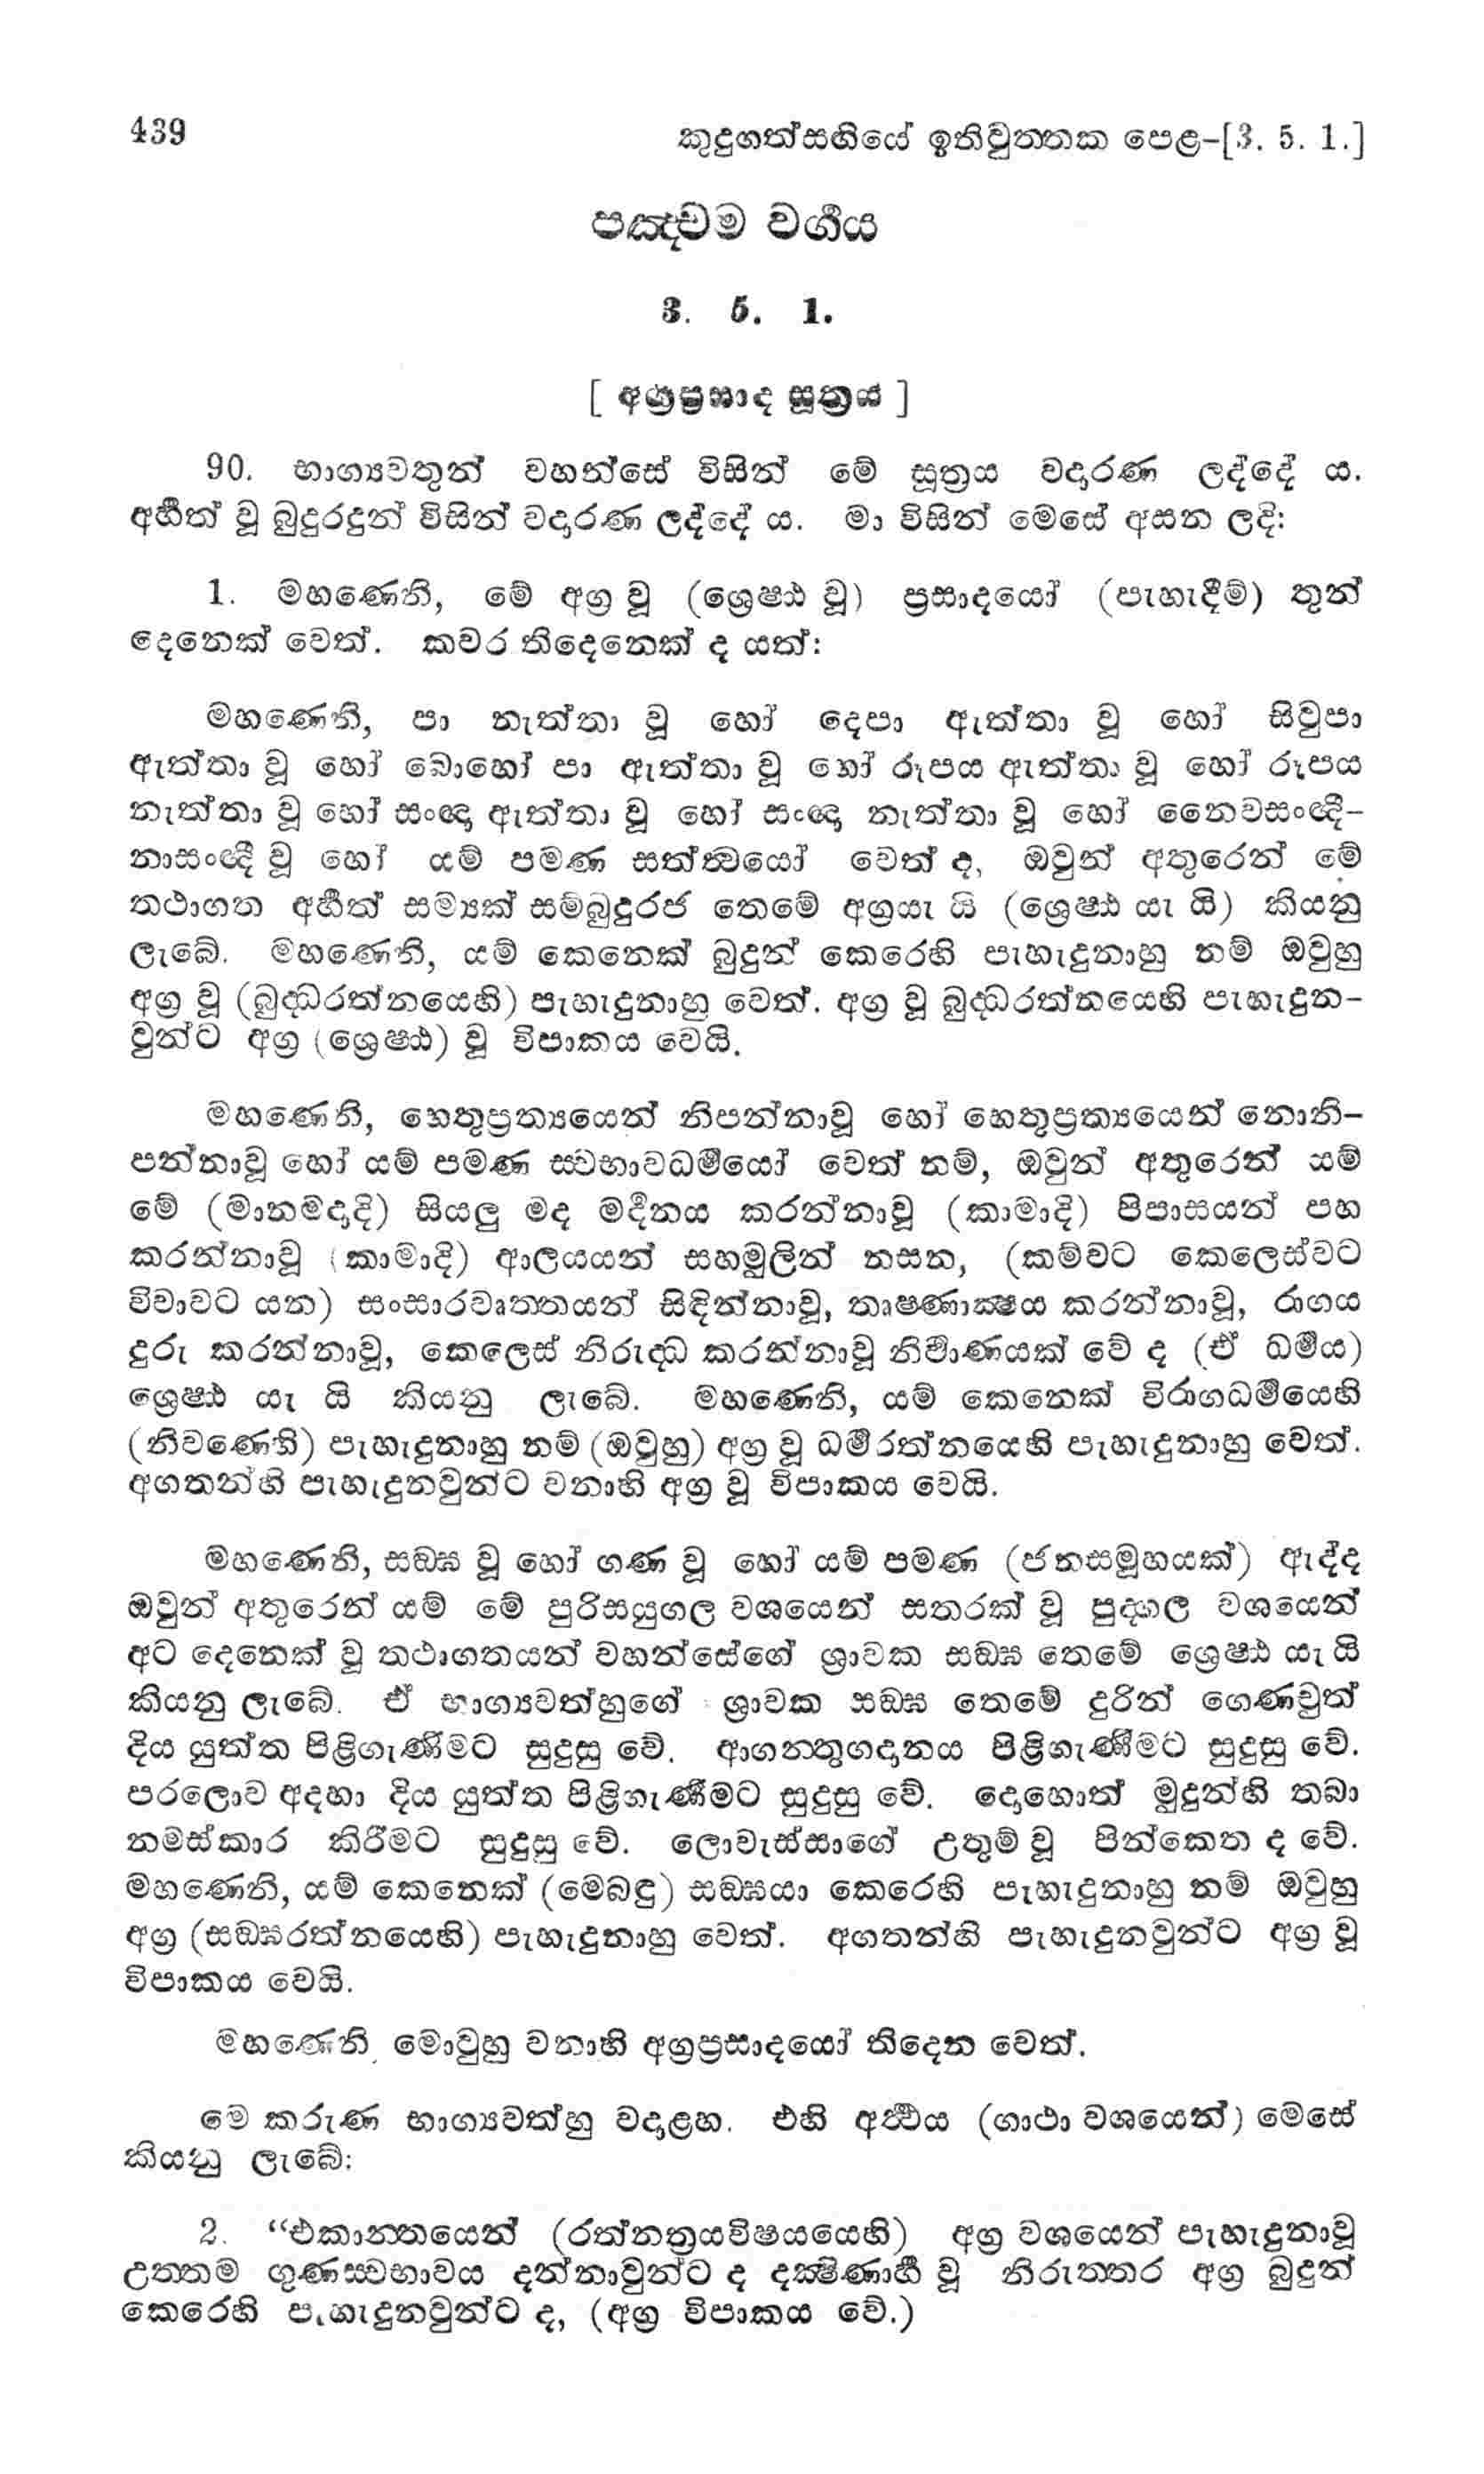 439 කුදුගත්සඟියේ ඉතිවුත්‍තක පෙළ-[3. 5. 1.]
පඤ්චම වර්‍ගය
3. 5. 1.
[ අග්‍රප්‍රසාද සූත්‍රය ]
90. භාග්‍යවතුන් වහන්සේ විසින් මේ සූත්‍රය වදාරණ ලද්දේ ය.
අර්‍හත් වූ බුදුරදුන් විසින් වදාරණ ලද්දේ ය. මා විසින් මෙසේ අසන ලදි:
1. මහණෙනි, මේ අග්‍ර වූ (ශ්‍රෙෂ්ඨ වූ) ප්‍රසාදයෝ (පැහැදීම්) තුන්
දෙනෙක් වෙත්. කවර තිදෙනෙක් ද යත්:
මහණෙනි, පා නැත්තා වූ හෝ දෙපා ඇත්තා වූ හෝ සිවුපා
ඇත්තා වූ හෝ බොහෝ පා ඇත්තා වූ හෝ රූපය ඇත්තා වූ හෝ රූපය
නැත්තා වූ හෝ සංඥා ඇත්තා වූ හෝ සංඥා නැත්තා වූ හෝ නෛවසංඥී-
නාසංඥී වූ හෝ යම් පමණ සත්ත්‍වයෝ වෙත් ද, ඔවුන් අතුරෙන් මේ
තථාගත අර්‍හත් සම්‍යක් සම්බුදුරජ තෙමේ අග්‍රයැ යි (ශ්‍රෙෂ්ඨ යැ යි) කියනු
ලැබේ. මහණෙනි, යම් කෙනෙක් බුදුන් කෙරෙහි පැහැදුනාහු නම් ඔවුහු
අග්‍ර වූ (බුද්‍ධරත්නයෙහි) පැහැදුනාහු වෙත්. අග්‍ර වූ බුද්‍ධරත්නයෙහි පැහැදුන-
වුන්ට අග්‍ර (ශ්‍රෙෂ්ඨ) වූ විපාකය වෙයි.
මහණෙනි, හෙතුප්‍රත්‍යයෙන් නිපන්නාවූ හෝ හෙතුප්‍රත්‍යයෙන් නොනි-
පන්නාවූ හෝ යම් පමණ ස්වභාවධර්‍මයෝ වෙත් නම්, ඔවුන් අතුරෙන් යම්
මේ (මානමදාදි) සියලු මද මර්‍දනය කරන්නාවූ (කාමාදි) පිපාසයන් පහ
කරන්නාවූ (කාමාදි) ආලයයන් සහමුලින් නසන, (කම්වට කෙලෙස්වට
විවාවට යන) සංසාරවෘත්‍තයන් සිඳින්නාවූ, තෘෂ්ණාක්‍ෂය කරන්නාවූ, රාගය
දුරු කරන්නාවූ, කෙලෙස් නිරුද්‍ධ කරන්නාවූ නිර්‍වාණයක් වේ ද (ඒ ධර්‍මය)
ශ්‍රෙෂ්ඨ යැ යි කියනු ලැබේ. මහණෙනි, යම් කෙනෙක් විරාගධර්‍මයෙහි
(නිවණෙහි) පැහැදුනාහු නම් (ඔවුහු) අග්‍ර වූ ධර්‍මරත්නයෙහි පැහැදුනාහු වෙත්.
අගතන්හි පැහැදුනවුන්ට වනාහි අග්‍ර වූ විපාකය වෙයි.
මහණෙනි, සඞ්ඝ වූ හෝ ගණ වූ හෝ යම් පමණ (ජනසමූහයක්) ඇද්ද
ඔවුන් අතුරෙන් යම් මේ පුරිසයුගල වශයෙන් සතරක් වූ පුද්ගල වශයෙන්
අට දෙනෙක් වූ තථාගතයන් වහන්සේගේ ශ්‍රාවක සඞ්ඝ තෙමේ ශ්‍රෙෂ්ඨ යැ යි
කියනු ලැබේ. ඒ භාග්‍යවත්හුගේ ශ්‍රාවක සඞ්ඝ තෙමේ දුරින් ගෙණවුත්
දිය යුත්ත පිළිගැණීමට සුදුසු වේ. ආගන්‍තුගදානය පිළිගැණීමට සුදුසු වේ.
පරලොව අදහා දිය යුත්ත පිළිගැණීමට සුදුසු වේ. දොහොත් මුදුන්හි තබා
නමස්කාර කිරීමට සුදුසු වේ. ලොවැස්සාගේ උතුම් වූ පින්කෙත ද වේ.
මහණෙනි, යම් කෙනෙක් (මෙබඳු) සඞ්ඝයා කෙරෙහි පැහැදුනාහු නම් ඔවුහු
අග්‍ර (සඞ්ඝරත්නයෙහි) පැහැදුනාහු වෙත්. අගතන්හි පැහැදුනවුන්ට අග්‍ර වූ
විපාකය වෙයි.
මහණෙනි, මොවුහු වනාහි අග්‍රප්‍රසාදයෝ තිදෙන වෙත්.
මෙ කරුණ භාග්‍යවත්හු වදාළහ. එහි අර්‍ථය (ගාථා වශයෙන්) මෙසේ
කියනු ලැබේ:
2. “එකාන්‍තයෙන් (රත්නත්‍රයවිෂයයෙහි) අග්‍ර වශයෙන් පැහැදුනාවූ
උත්‍තම ගුණස්වභාවය දන්නාවුන්ට ද දක්‍ෂිණාර්‍හ වූ නිරුත්‍තර අග්‍ර බුදුන්
කෙරෙහි පැහැදුනවුන්ට ද, (අග්‍ර විපාකය වේ.)